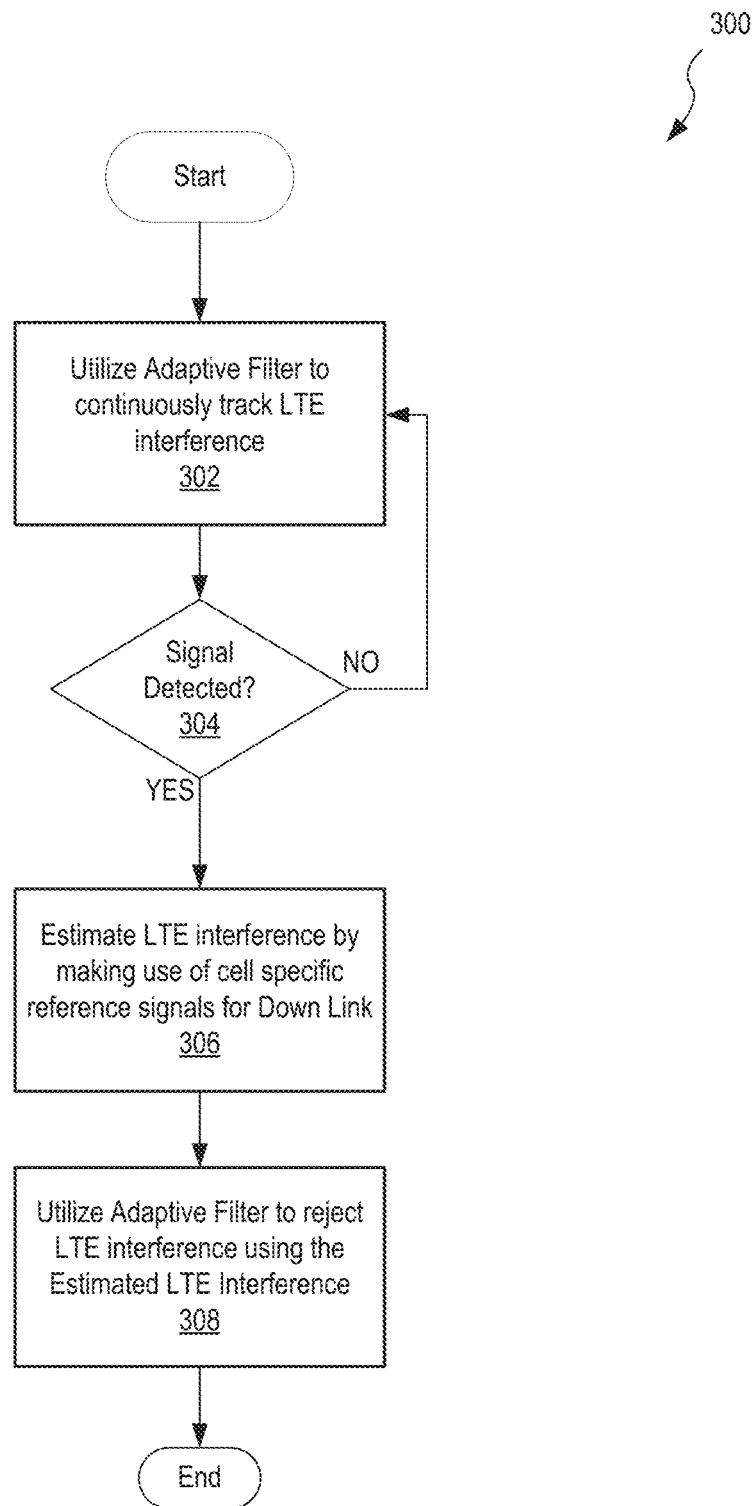 300
Start
Utilize Adaptive Filter to
continuously track LTE
interference
302
Signal
Detected?
304
NO
YES
Estimate LTE interference by
making use of cell specific
reference signals for Down Link
306
Utilize Adaptive Filter to reject
LTE interference using the
Estimated LTE Interference
308
End